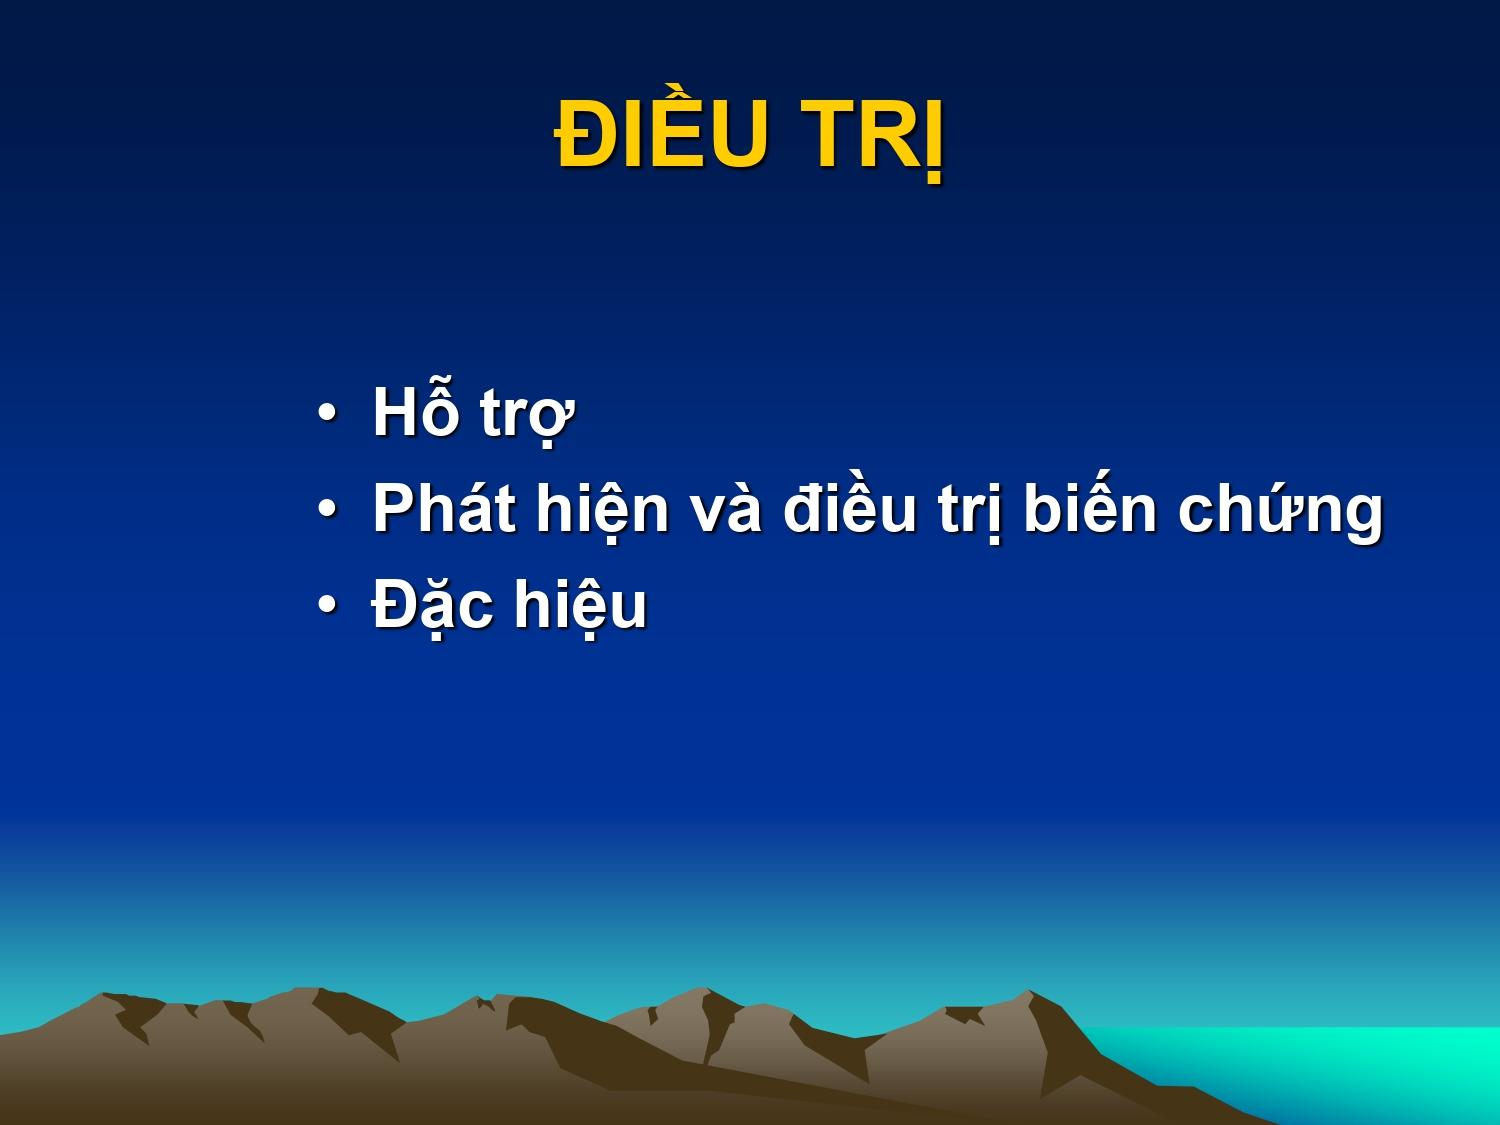 ĐIỀU TRỊ
• Hỗ trợ
• Phát hiện và điều trị biến chứng
• Đặc hiệu